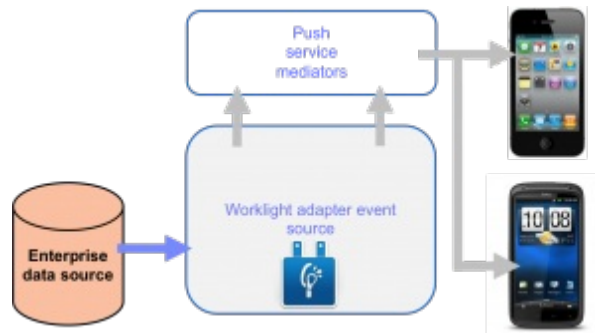 Push
service
mediators
Worklight adapter event
source
Enterprise
data source
10 08